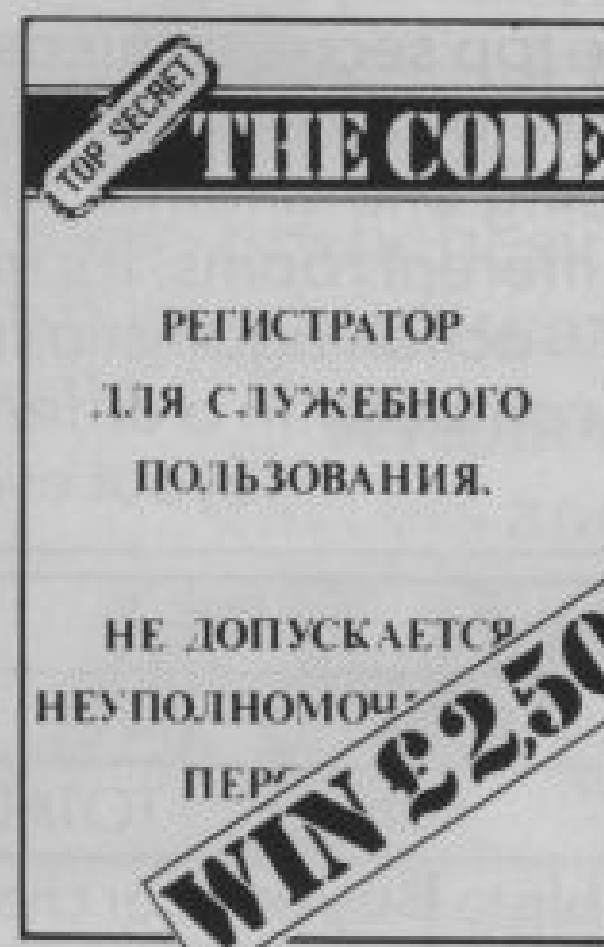 TOP SECRET
THE CODE
РЕГИСТРАТОР
ДЛЯ СЛУЖЕБНОГО
ПОЛЬЗОВАНИЯ.
НЕ ДОПУСКАЕТСЯ
WIN £2,50